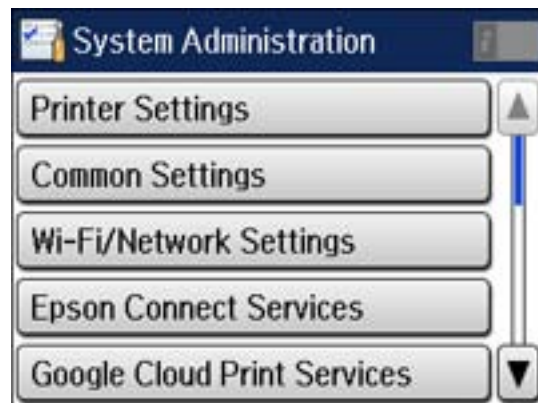 System Administration
Printer Settings
Common Settings
Wi-Fi/Network Settings
Epson Connect Services
Google Cloud Print Services